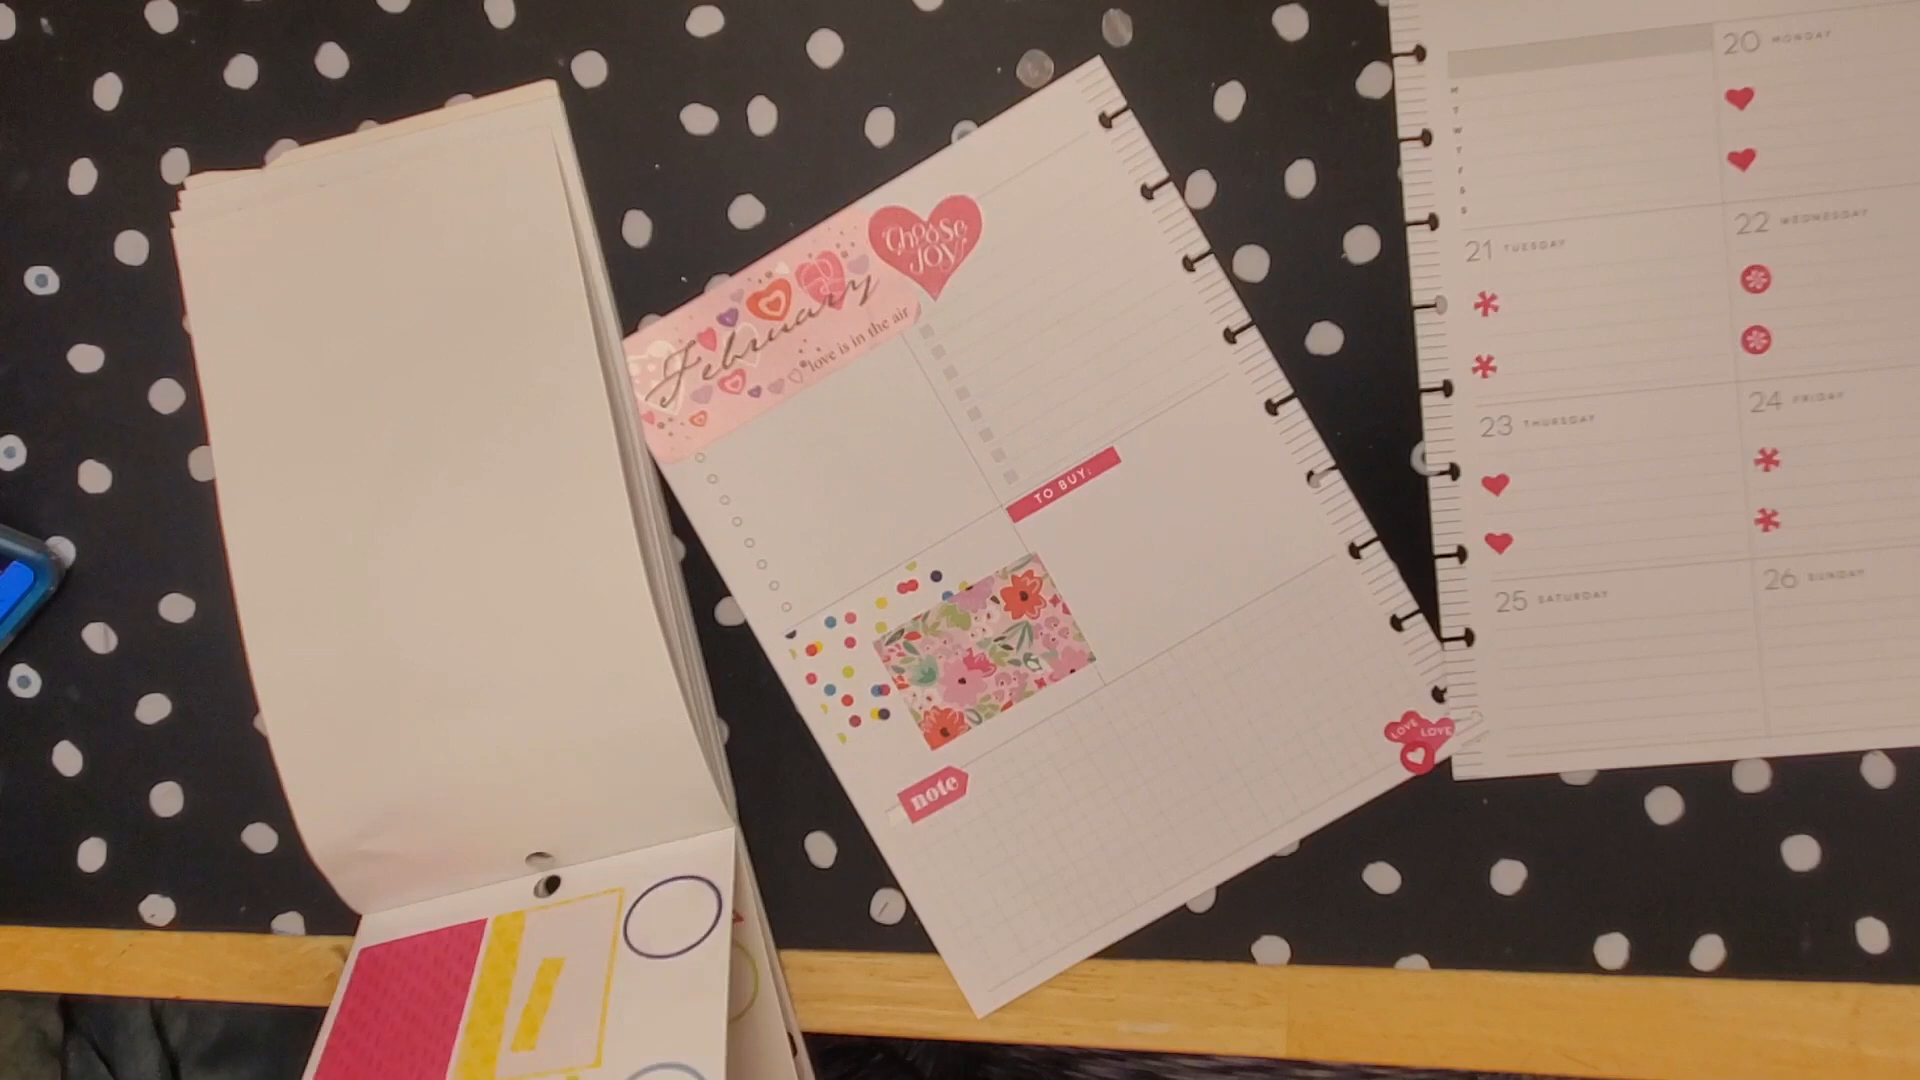 CHOOSE
JOY
February
love is in the air
TO BUY:
note
LOVE
LOVE
20 MONDAY
M
T
W
T
F
S
S
21 TUESDAY
22 WEDNESDAY
23 THURSDAY
24 FRIDAY
25 SATURDAY
26 SUNDAY